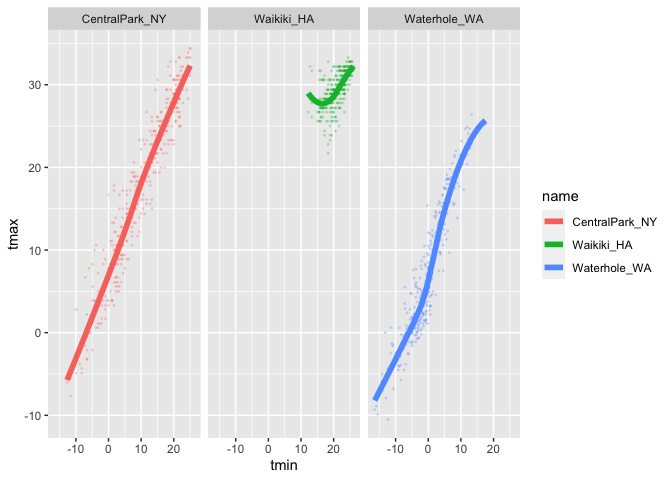 CentralPark_NY
Waikiki_HA
Waterhole_WA
30
20
10
0
-10
tmax
-10 0 10 20
-10 0 10 20
-10 0 10 20
tmin
name
CentralPark_NY
Waikiki_HA
Waterhole_WA